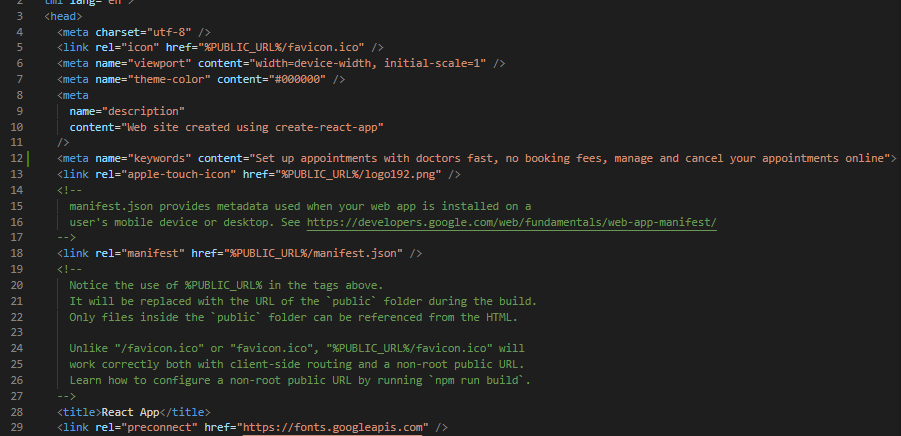 2
3 <head>
4 <meta charset="utf-8" />
5 <link rel="icon" href="%PUBLIC_URL%/favicon.ico" />
6 <meta name="viewport" content="width=device-width, initial-scale=1" />
7 <meta name="theme-color" content="#000000" />
8 <meta
9 name="description"
10 content="Web site created using create-react-app"
11 />
12 <meta name="keywords" content="Set up appointments with doctors fast, no booking fees, manage and cancel your appointments online">
13 <link rel="apple-touch-icon" href="%PUBLIC_URL%/logo192.png" />
14 <!--
15 manifest.json provides metadata used when your web app is installed on a
16 user's mobile device or desktop. See https://developers.google.com/web/fundamentals/web-app-manifest/
17 -->
18 <link rel="manifest" href="%PUBLIC_URL%/manifest.json" />
19 <!--
20 Notice the use of %PUBLIC_URL% in the tags above.
21 It will be replaced with the URL of the `public` folder during the build.
22 Only files inside the `public` folder can be referenced from the HTML.
23
24 Unlike "/favicon.ico" or "favicon.ico", "%PUBLIC_URL%/favicon.ico" will
25 work correctly both with client-side routing and a non-root public URL.
26 Learn how to configure a non-root public URL by running `npm run build`.
27 -->
28 <title>React App</title>
29 <link rel="preconnect" href="https://fonts.googleapis.com" />